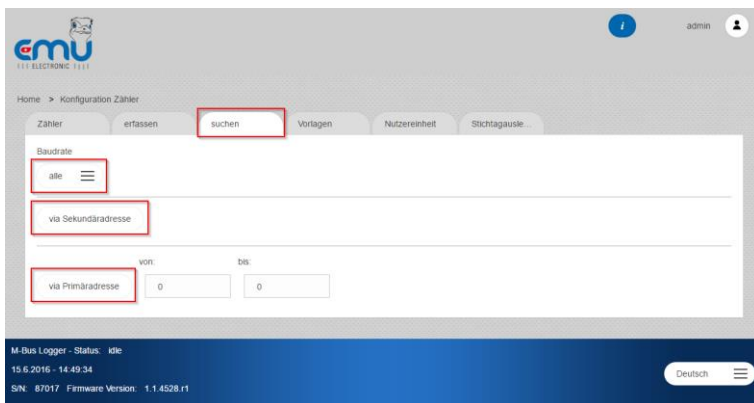 emu
ELECTRONIC
i
admin
Home > Konfiguration Zähler
Zähler erfassen suchen Vorlagen Nutzereinheit Stichtagausle...
Baudrate
alle
via Sekundäradresse
von: bis:
via Primäradresse 0 0
M-Bus Logger - Status: idle
15.6.2016 - 14:49:34
Deutsch
S/N: 87017 Firmware Version: 1.1.4528.r1